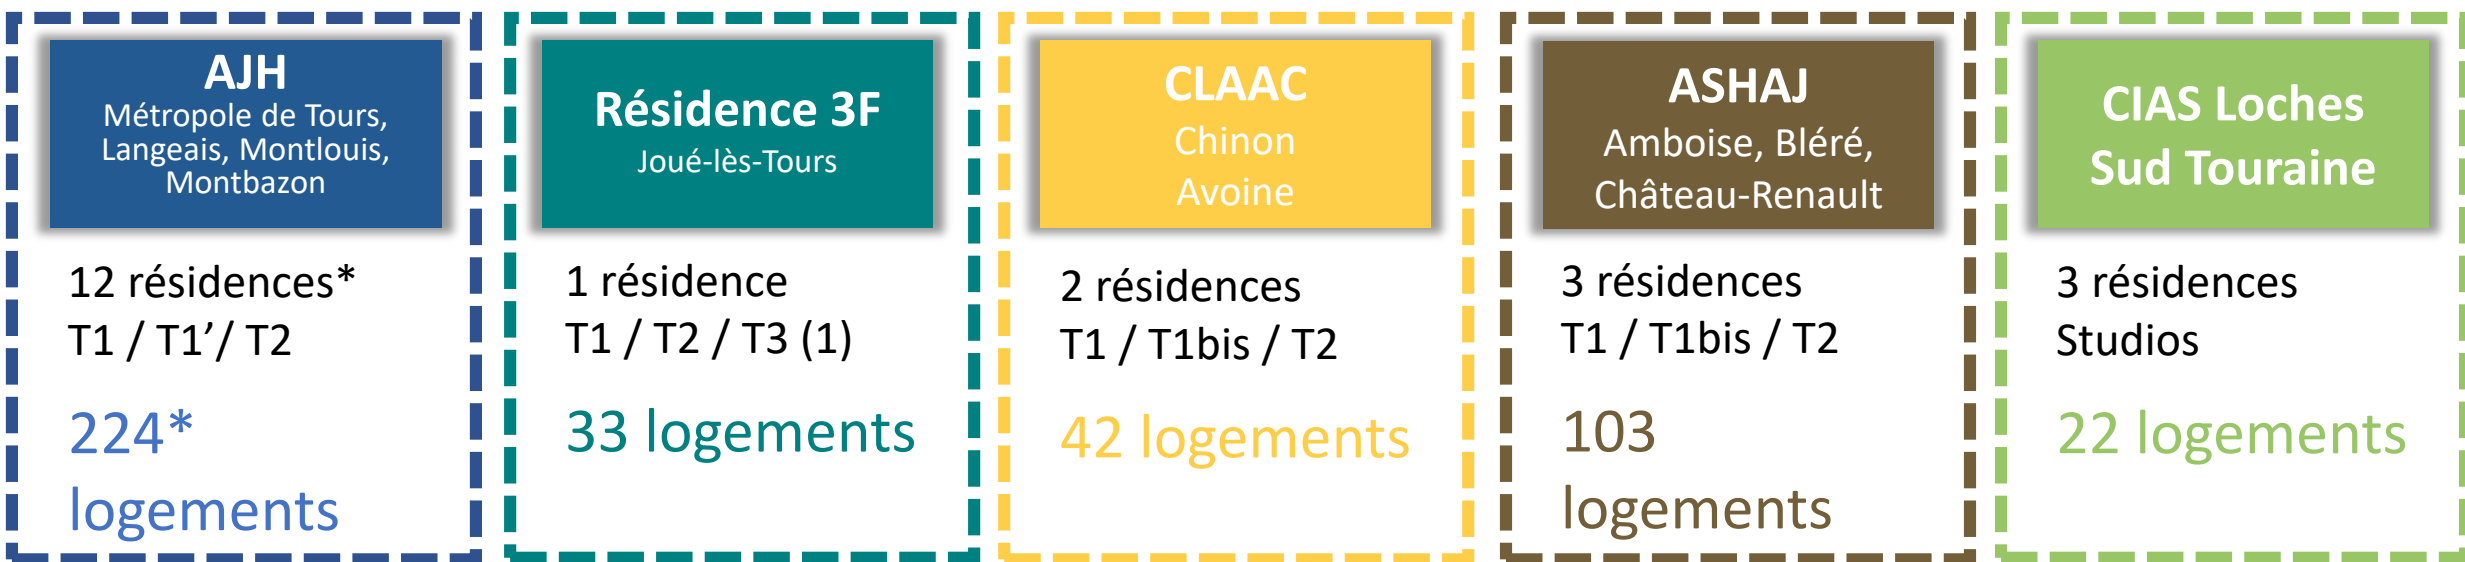 AJH
Métropole de Tours,
Langeais, Montlouis,
Montbazon
12 résidences*
T1 / T1’/ T2
224*
logements
Résidence 3F
Joué-lès-Tours
1 résidence
T1 / T2 / T3 (1)
33 logements
CLAAC
Chinon
Avoine
2 résidences
T1 / T1bis / T2
42 logements
ASHAJ
Amboise, Bléré,
Château-Renault
3 résidences
T1 / T1bis / T2
103
logements
CIAS Loches
Sud Touraine
3 résidences
Studios
22 logements